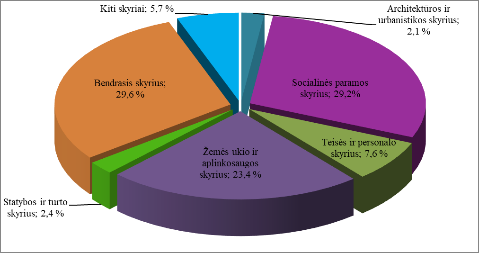 Kiti skyriai; 5,7 %
Architektūros ir
urbanistikos skyrius;
2,1 %
Bendrasis skyrius;
29,6 %
Socialinės paramos
skyrius; 29,2%
Teisės ir personalo
skyrius; 7,6 %
Žemės ukio ir
aplinkosaugos
skyrius; 23,4 %
Statybos ir turto
skyrius; 2,4 %